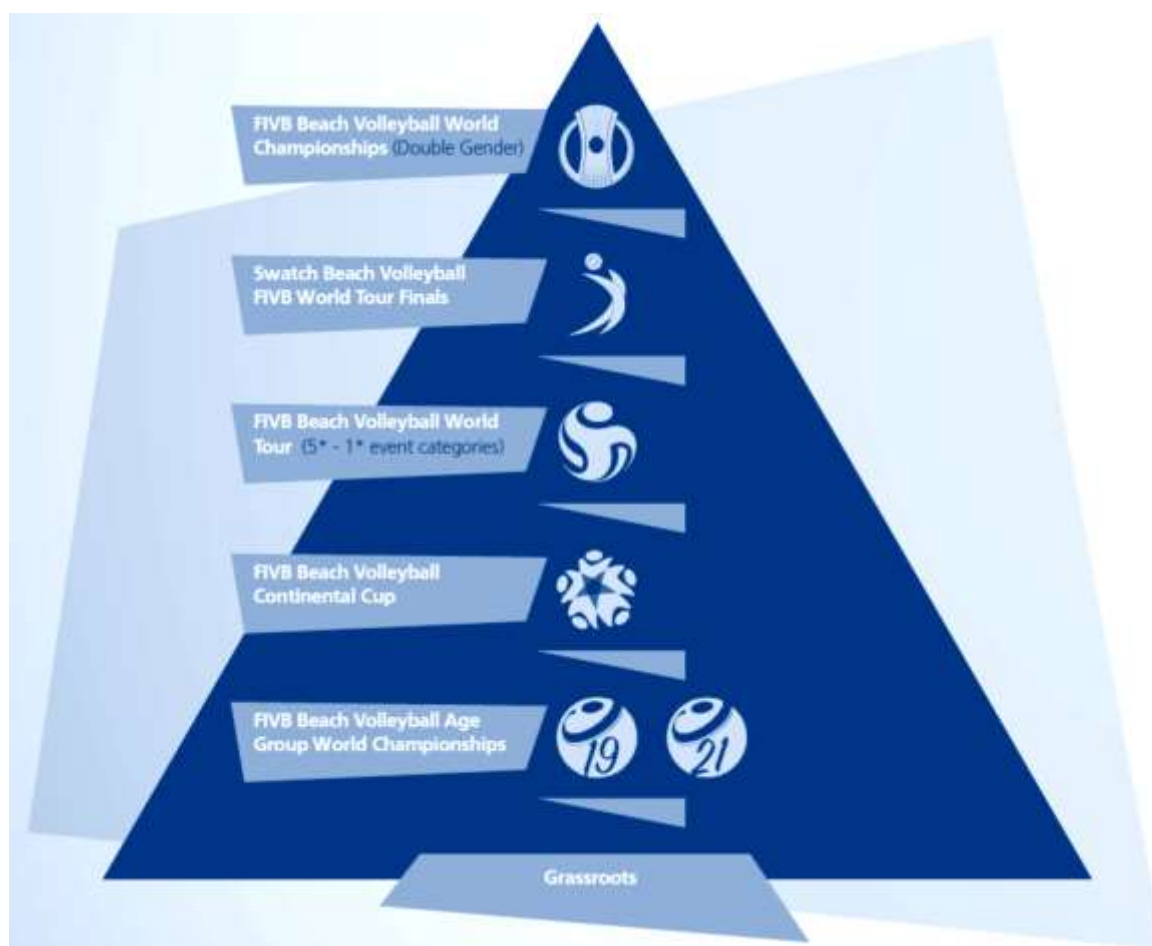 FIVB Beach Volleyball World
Championships (Double Gender)
Swatch Beach Volleyball
FIVB World Tour Finals
FIVB Beach Volleyball World
Tour (5* - 1* event categories)
FIVB Beach Volleyball
Continental Cup
FIVB Beach Volleyball Age
Group World Championships
19
21
Grassroots